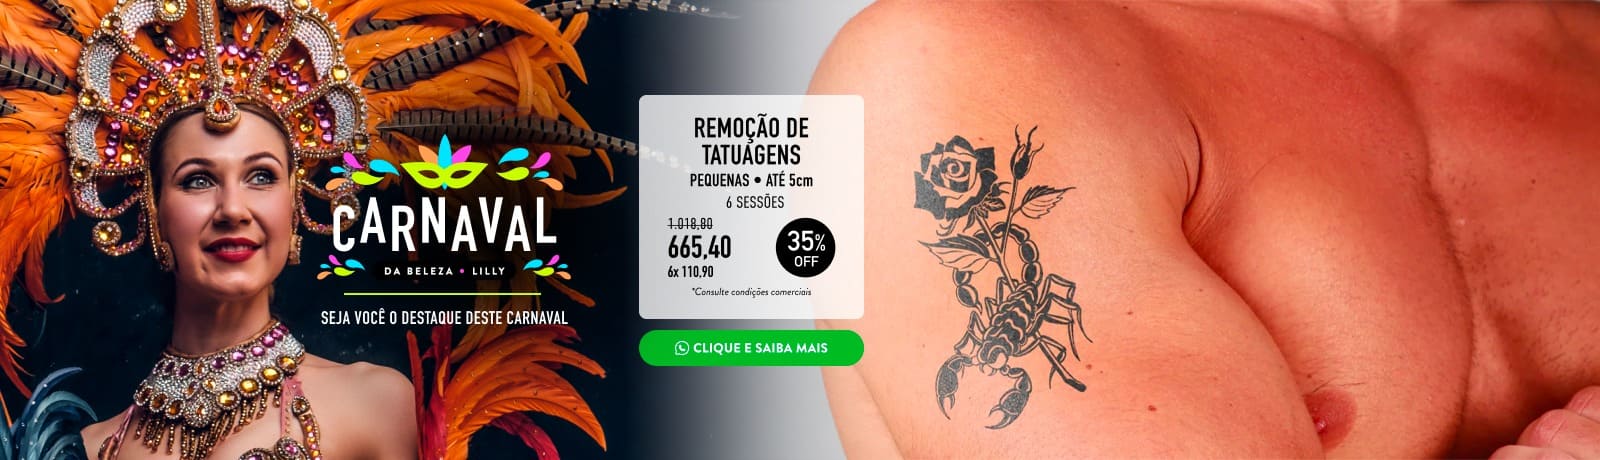 CARNAVAL
DA BELEZA • LILLY
SEJA VOCÊ O DESTAQUE DESTE CARNAVAL
REMOÇÃO DE
TATUAGENS
PEQUENAS • ATÉ 5cm
6 SESSÕES
1.018,80
665,40
6x 110,90
35%
OFF
*Consulte condições comerciais
CLIQUE E SAIBA MAIS